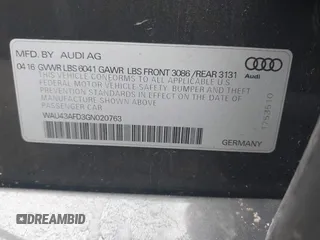 MFD. BY AUDI AG
04 16 GVWR LBS 6041 GAWR LBS FRONT 3086 /REAR 3131
THIS VEHICLE CONFORMS TO ALL APPLICABLE
FEDERAL MOTOR VEHICLE SAFETY, BUMPER AND THEFT
PREVENTION STANDARDS IN EFFECT ON THE DATE
OF MANUFACTURE SHOWN ABOVE
Audi
WAU43AFD3GN020763
GERMANY
DREAMBID